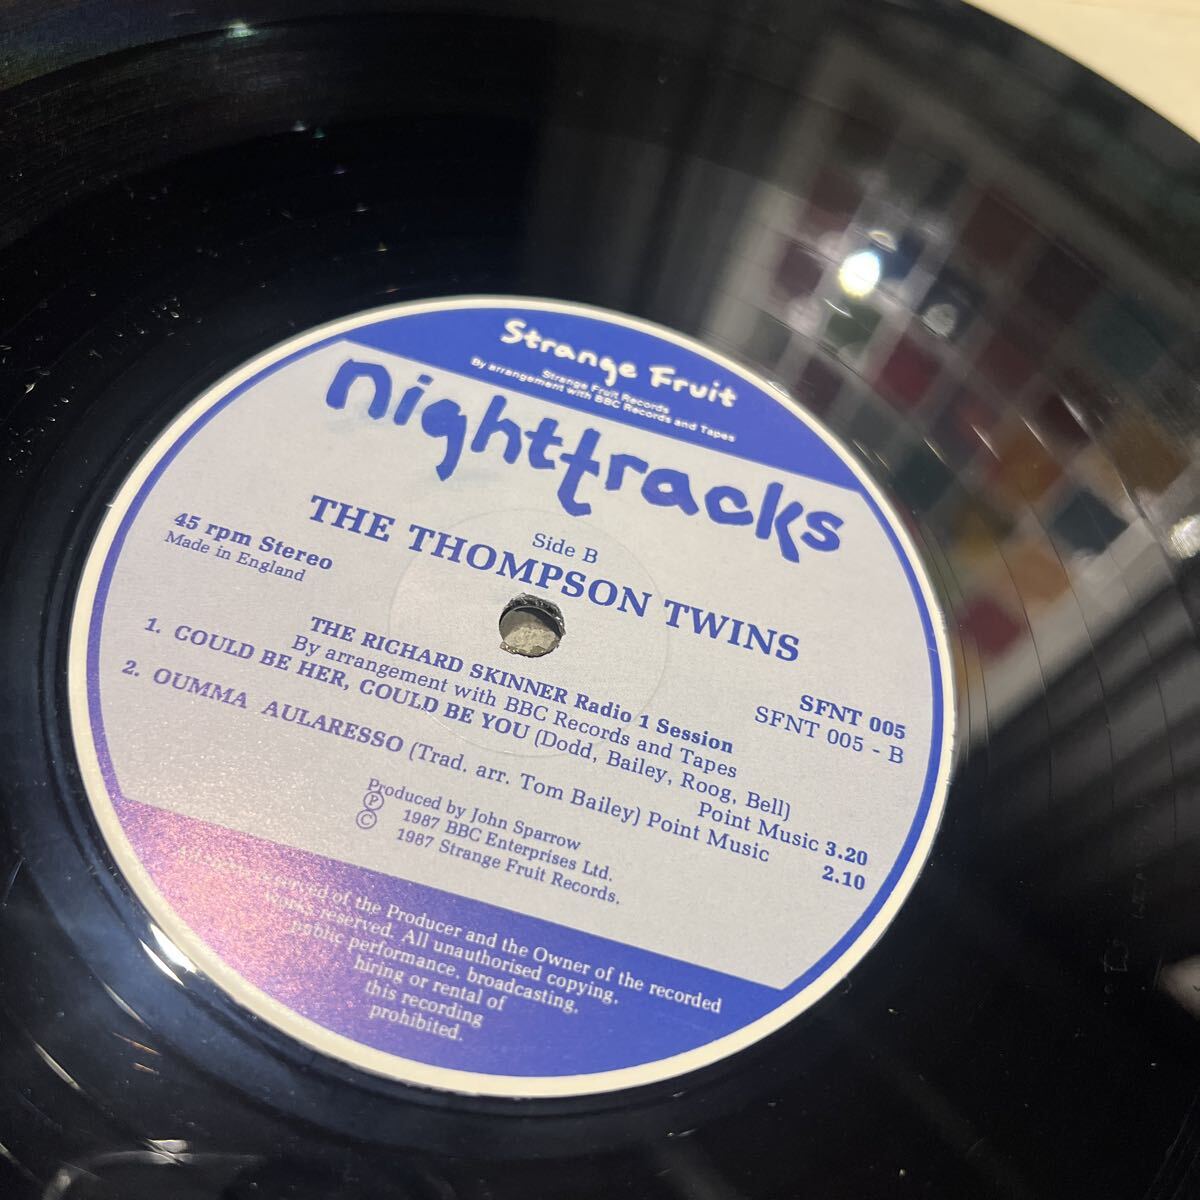 Strange Fruit
Strange Fruit Records
By arrangement with BBC Records and Tapes
nighttracks
Side B
THE THOMPSON TWINS
45 rpm Stereo
Made in England
SFNT 005
SFNT 005 - B
THE RICHARD SKINNER Radio 1 Session
By arrangement with BBC Records and Tapes
1. COULD BE HER, COULD BE YOU (Dodd, Bailey, Roog, Bell)
Point Music 3.20
2. OUMMA AULARESSO (Trad. arr. Tom Bailey) Point Music 2.10
Produced by John Sparrow
Ⓟ 1987 BBC Enterprises Ltd.
© 1987 Strange Fruit Records.
reserved of the Producer and the Owner of the recorded
works reserved. All unauthorised copying,
public performance, broadcasting,
hiring or rental of
this recording
prohibited.